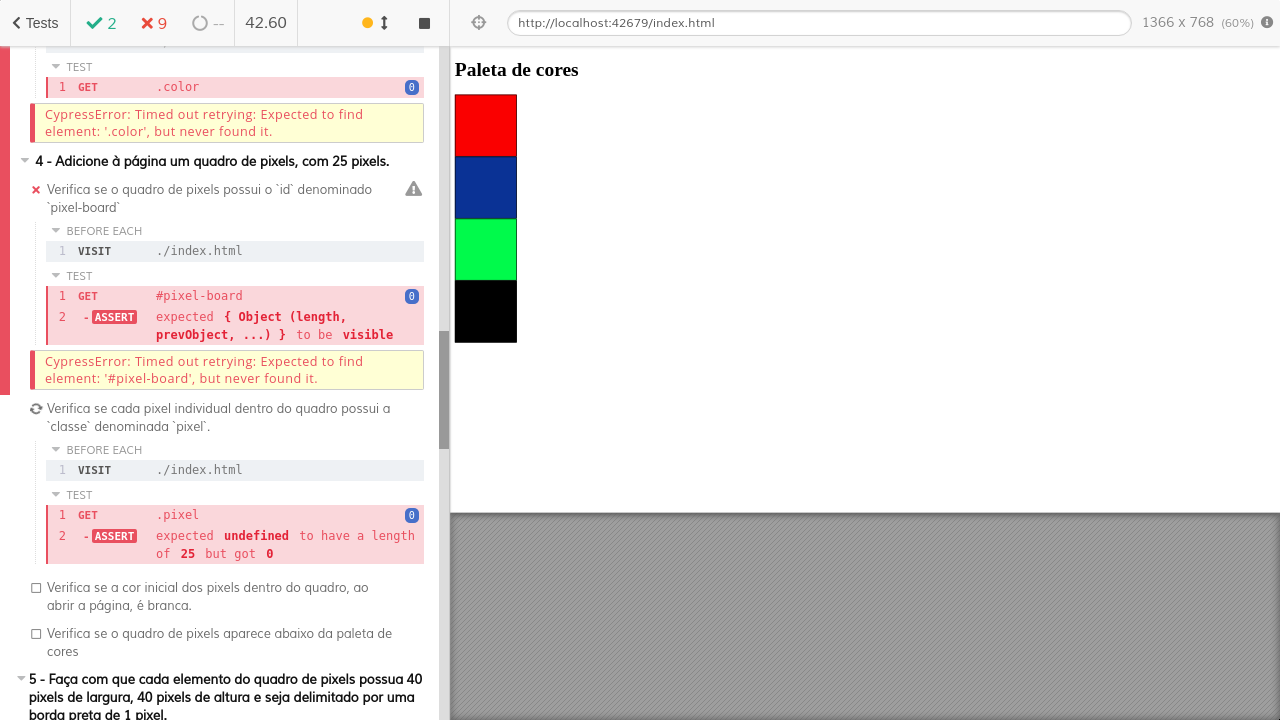 Tests
2
9
--
42.60
http://localhost:42679/index.html
1366 x 768 (60%)
TEST
1 GET .color 0
CypressError: Timed out retrying: Expected to find
element: '.color', but never found it.
4 - Adicione à página um quadro de pixels, com 25 pixels.
Verifica se o quadro de pixels possui o `id` denominado
`pixel-board`
BEFORE EACH
1 VISIT ./index.html
TEST
1 GET #pixel-board 0
2 -ASSERT expected { Object (length,
prevObject, ...) } to be visible
CypressError: Timed out retrying: Expected to find
element: '#pixel-board', but never found it.
Verifica se cada pixel individual dentro do quadro possui a
`classe` denominada `pixel`.
BEFORE EACH
1 VISIT ./index.html
TEST
1 GET .pixel 0
2 -ASSERT expected undefined to have a length
of 25 but got 0
Verifica se a cor inicial dos pixels dentro do quadro, ao
abrir a página, é branca.
Verifica se o quadro de pixels aparece abaixo da paleta de
cores
5 - Faça com que cada elemento do quadro de pixels possua 40
pixels de largura, 40 pixels de altura e seja delimitado por uma
borda preta de 1 pixel.
Paleta de cores